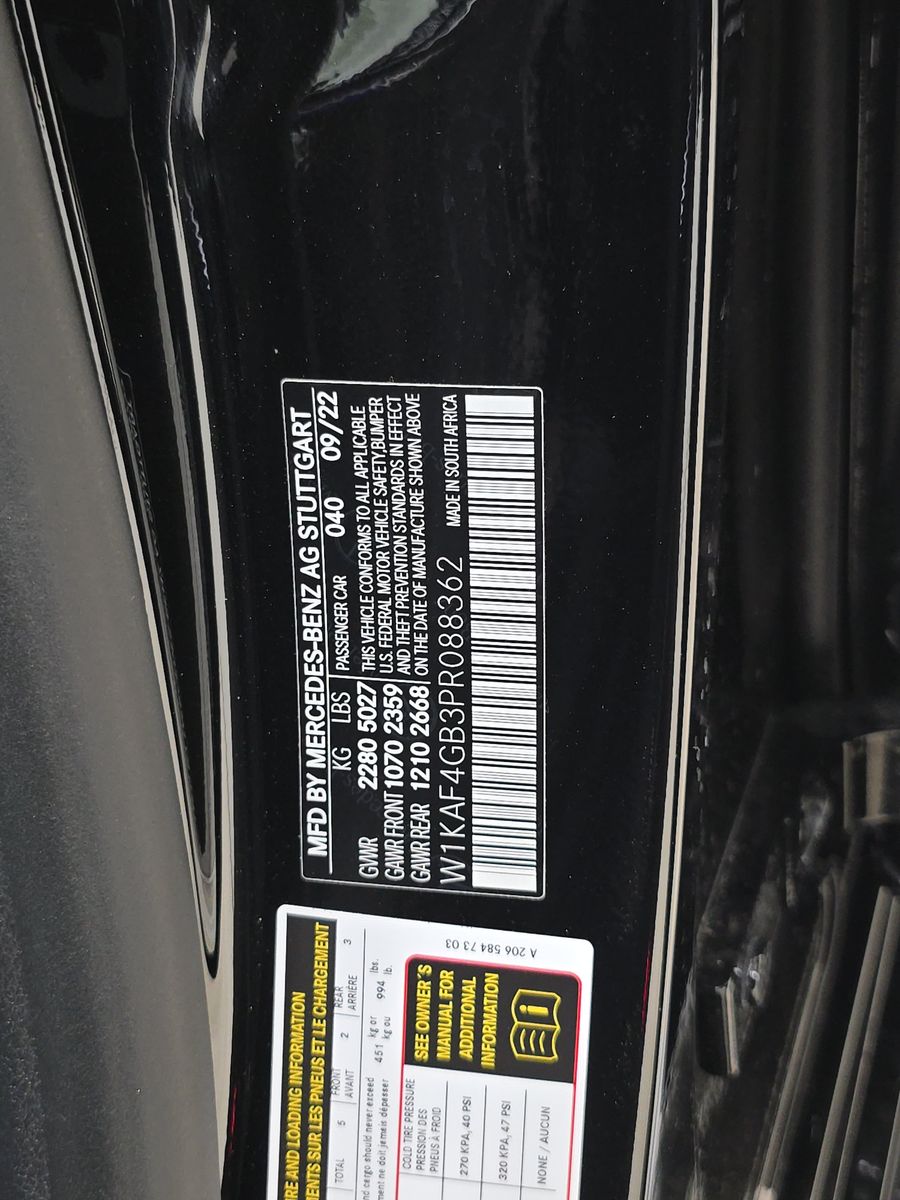 MFD BY MERCEDES-BENZ AG STUTTGART
KG LBS PASSENGER CAR 040 09/22
GVWR 2280 5027 THIS VEHICLE CONFORMS TO ALL APPLICABLE
GAWR FRONT 1070 2359 U.S. FEDERAL MOTOR VEHICLE SAFETY,BUMPER
GAWR REAR 1210 2668 AND THEFT PREVENTION STANDARDS IN EFFECT
ON THE DATE OF MANUFACTURE SHOWN ABOVE
W1KAF4GB3PR088362 MADE IN SOUTH AFRICA
AND LOADING INFORMATION
SUR LES PNEUS ET LE CHARGEMENT
TOTAL 5 FRONT AVANT 2 REAR ARRIÈRE 3
cargo should never exceed 451 kg or 994 lbs.
ne doit jamais dépasser kg ou lb.
COLD TIRE PRESSURE
PRESSION DES
PNEUS À FROID
270 KPA, 40 PSI
320 KPA, 47 PSI
NONE / AUCUN
SEE OWNER'S
MANUAL FOR
ADDITIONAL
INFORMATION
A 206 584 73 03